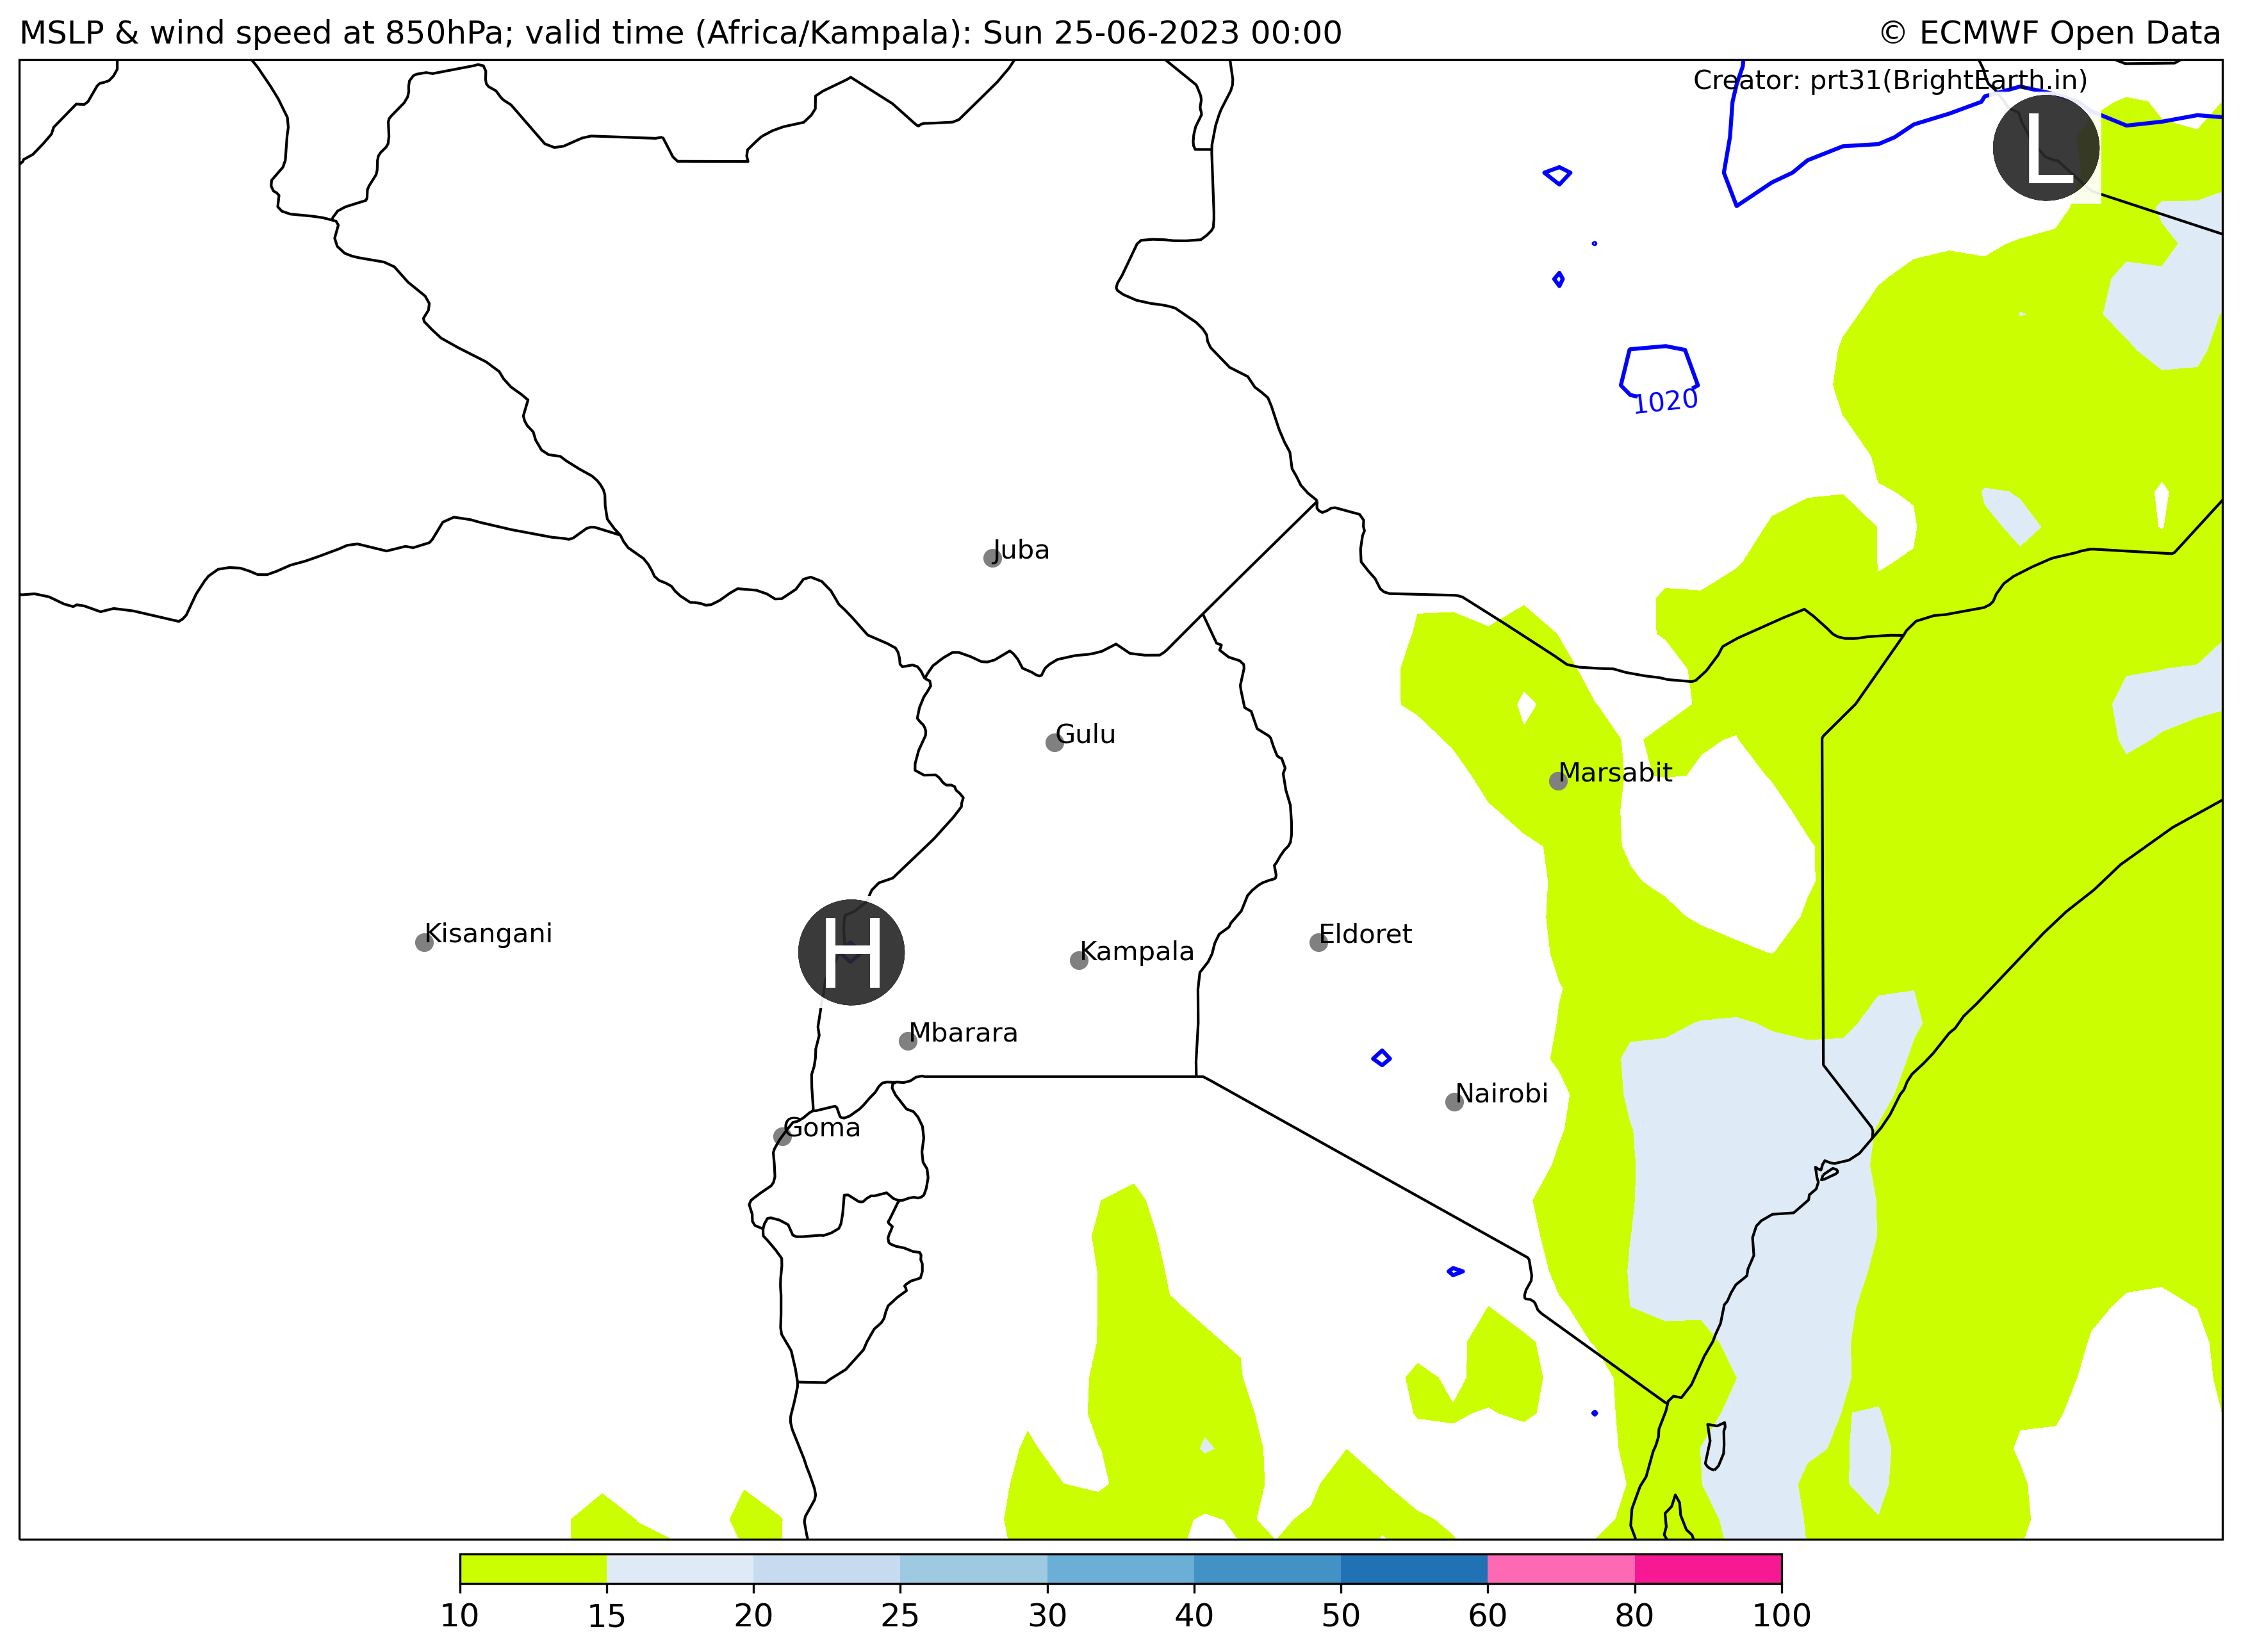 MSLP & wind speed at 850hPa; valid time (Africa/Kampala): Sun 25-06-2023 00:00
© ECMWF Open Data
Creator: prt31(BrightEarth.in)
L
1020
Juba
Gulu
Marsabit
Kisangani
H
Kampala
Eldoret
Mbarara
Nairobi
Goma
10 15 20 25 30 40 50 60 80 100